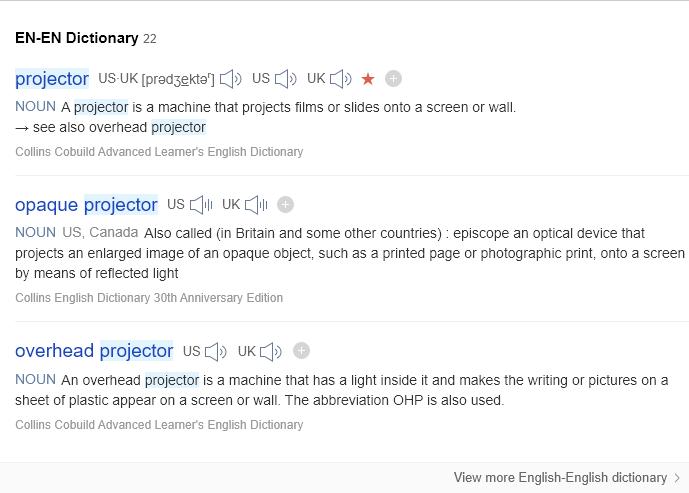 EN-EN Dictionary 22
projector US·UK [prədʒektəʳ] US UK
NOUN A projector is a machine that projects films or slides onto a screen or wall.
→ see also overhead projector
Collins Cobuild Advanced Learner's English Dictionary
opaque projector US UK
NOUN US, Canada Also called (in Britain and some other countries) : episcope an optical device that
projects an enlarged image of an opaque object, such as a printed page or photographic print, onto a screen
by means of reflected light
Collins English Dictionary 30th Anniversary Edition
overhead projector US UK
NOUN An overhead projector is a machine that has a light inside it and makes the writing or pictures on a
sheet of plastic appear on a screen or wall. The abbreviation OHP is also used.
Collins Cobuild Advanced Learner's English Dictionary
View more English-English dictionary >